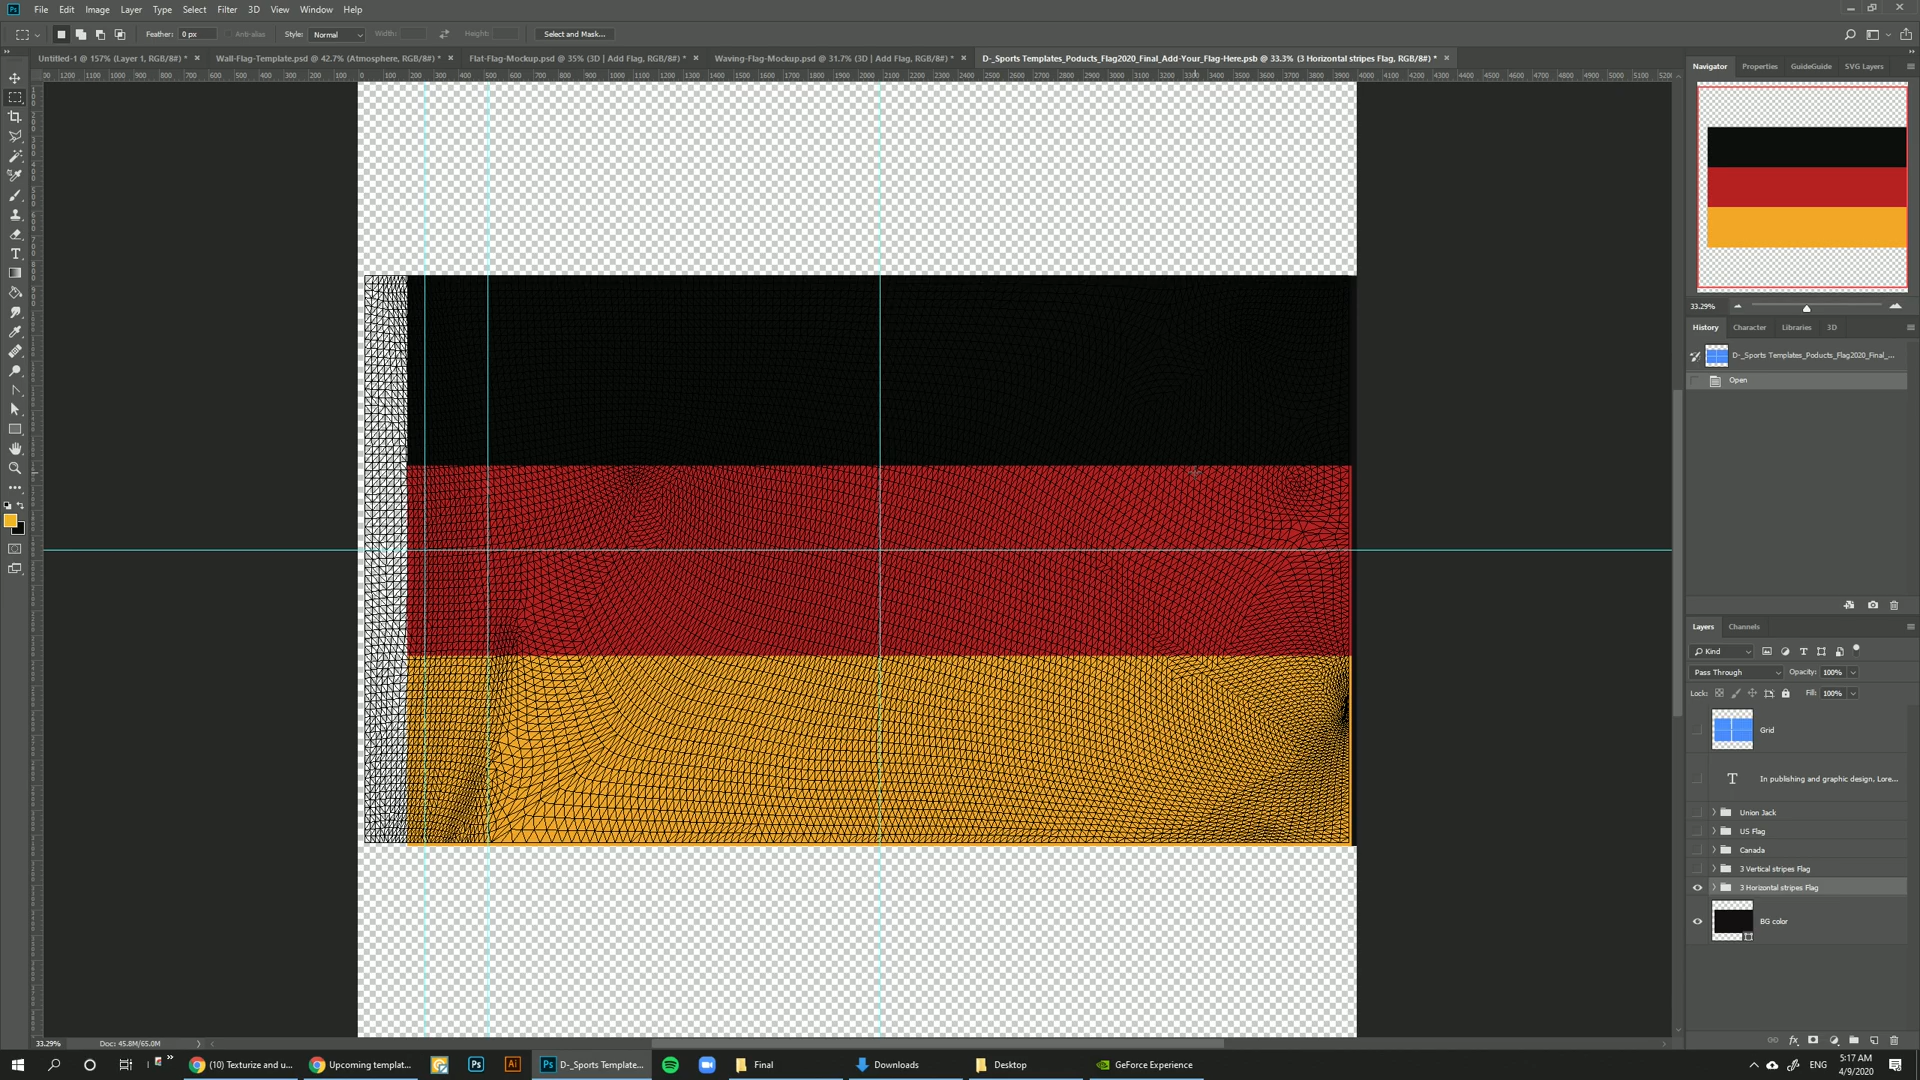 Ps File Edit Image Layer Type Select Filter 3D View Window Help
Feather: 0 px Anti-alias Style: Normal Width: Height: Select and Mask...
Untitled-1 @ 157% (Layer 1, RGB/8#) * × Wall-Flag-Template.psd @ 42.7% (Atmosphere, RGB/8#) * × Flat-Flag-Mockup.psd @ 35% (3D | Add Flag, RGB/8#) * × Waving-Flag-Mockup.psd @ 31.7% (3D | Add Flag, RGB/8#) * × D-_Sports Templates_Poducts_Flag2020_Final_Add-Your_Flag-Here.psb @ 33.3% (3 Horizontal stripes Flag, RGB/8#) * ×
Navigator Properties GuideGuide SVG Layers
33.29%
History Character Libraries 3D
D-_Sports Templates_Poducts_Flag2020_Final_...
Open
Layers Channels
Kind
Pass Through Opacity: 100%
Lock: Fill: 100%
Grid
T In publishing and graphic design, Lore...
Union Jack
US Flag
Canada
3 Vertical stripes Flag
3 Horizontal stripes Flag
BG color
33.29% Doc: 45.8M/65.0M
(10) Texturize and u... Upcoming templat... Ps Ai Ps D-_Sports Template... Final Downloads Desktop GeForce Experience ENG
5:17 AM
4/9/2020